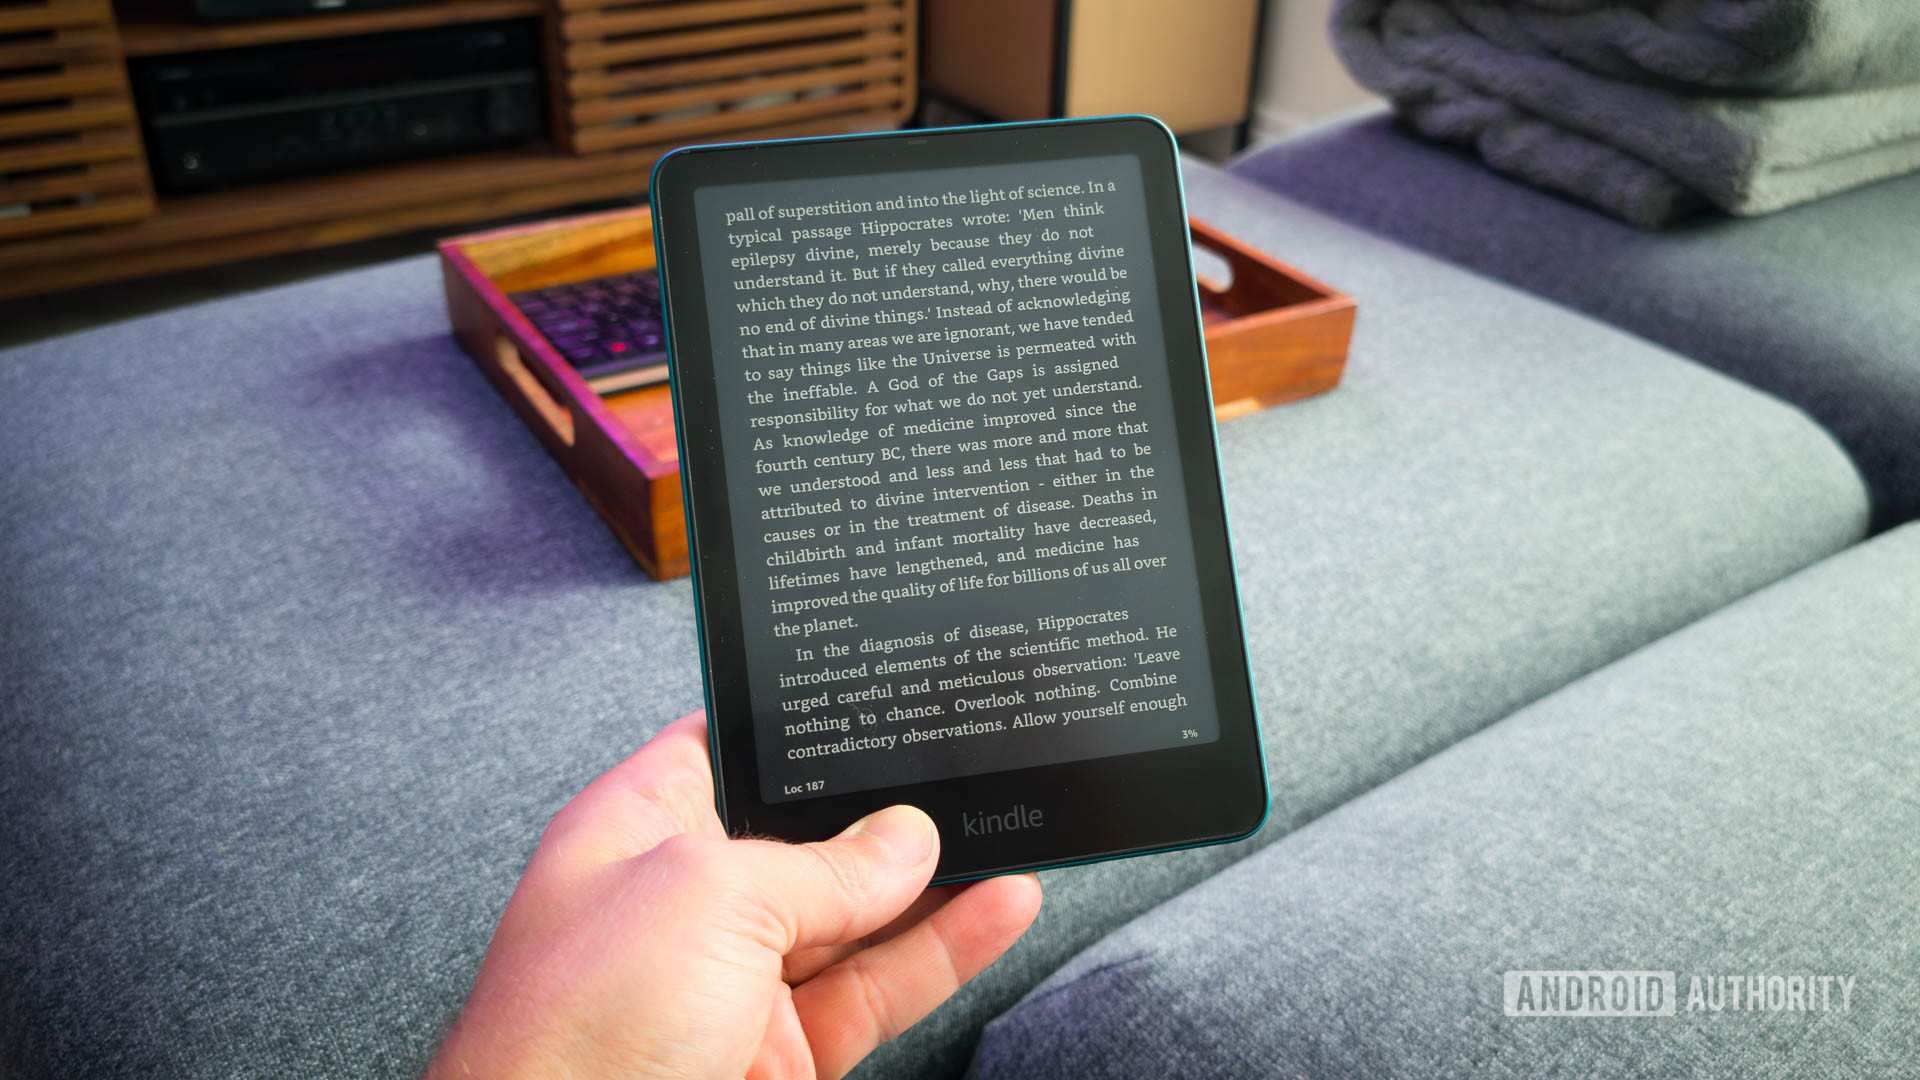 pall of superstition and into the light of science. In a
typical passage Hippocrates wrote: 'Men think
epilepsy divine, merely because they do not
understand it. But if they called everything divine
which they do not understand, why, there would be
no end of divine things.' Instead of acknowledging
that in many areas we are ignorant, we have tended
to say things like the Universe is permeated with
the ineffable. A God of the Gaps is assigned
responsibility for what we do not yet understand.
As knowledge of medicine improved since the
fourth century BC, there was more and more that
we understood and less and less that had to be
attributed to divine intervention - either in the
causes or in the treatment of disease. Deaths in
childbirth and infant mortality have decreased,
lifetimes have lengthened, and medicine has
improved the quality of life for billions of us all over
the planet.
In the diagnosis of disease, Hippocrates
introduced elements of the scientific method. He
urged careful and meticulous observation: 'Leave
nothing to chance. Overlook nothing. Combine
contradictory observations. Allow yourself enough
Loc 187 3%
kindle
ANDROID AUTHORITY